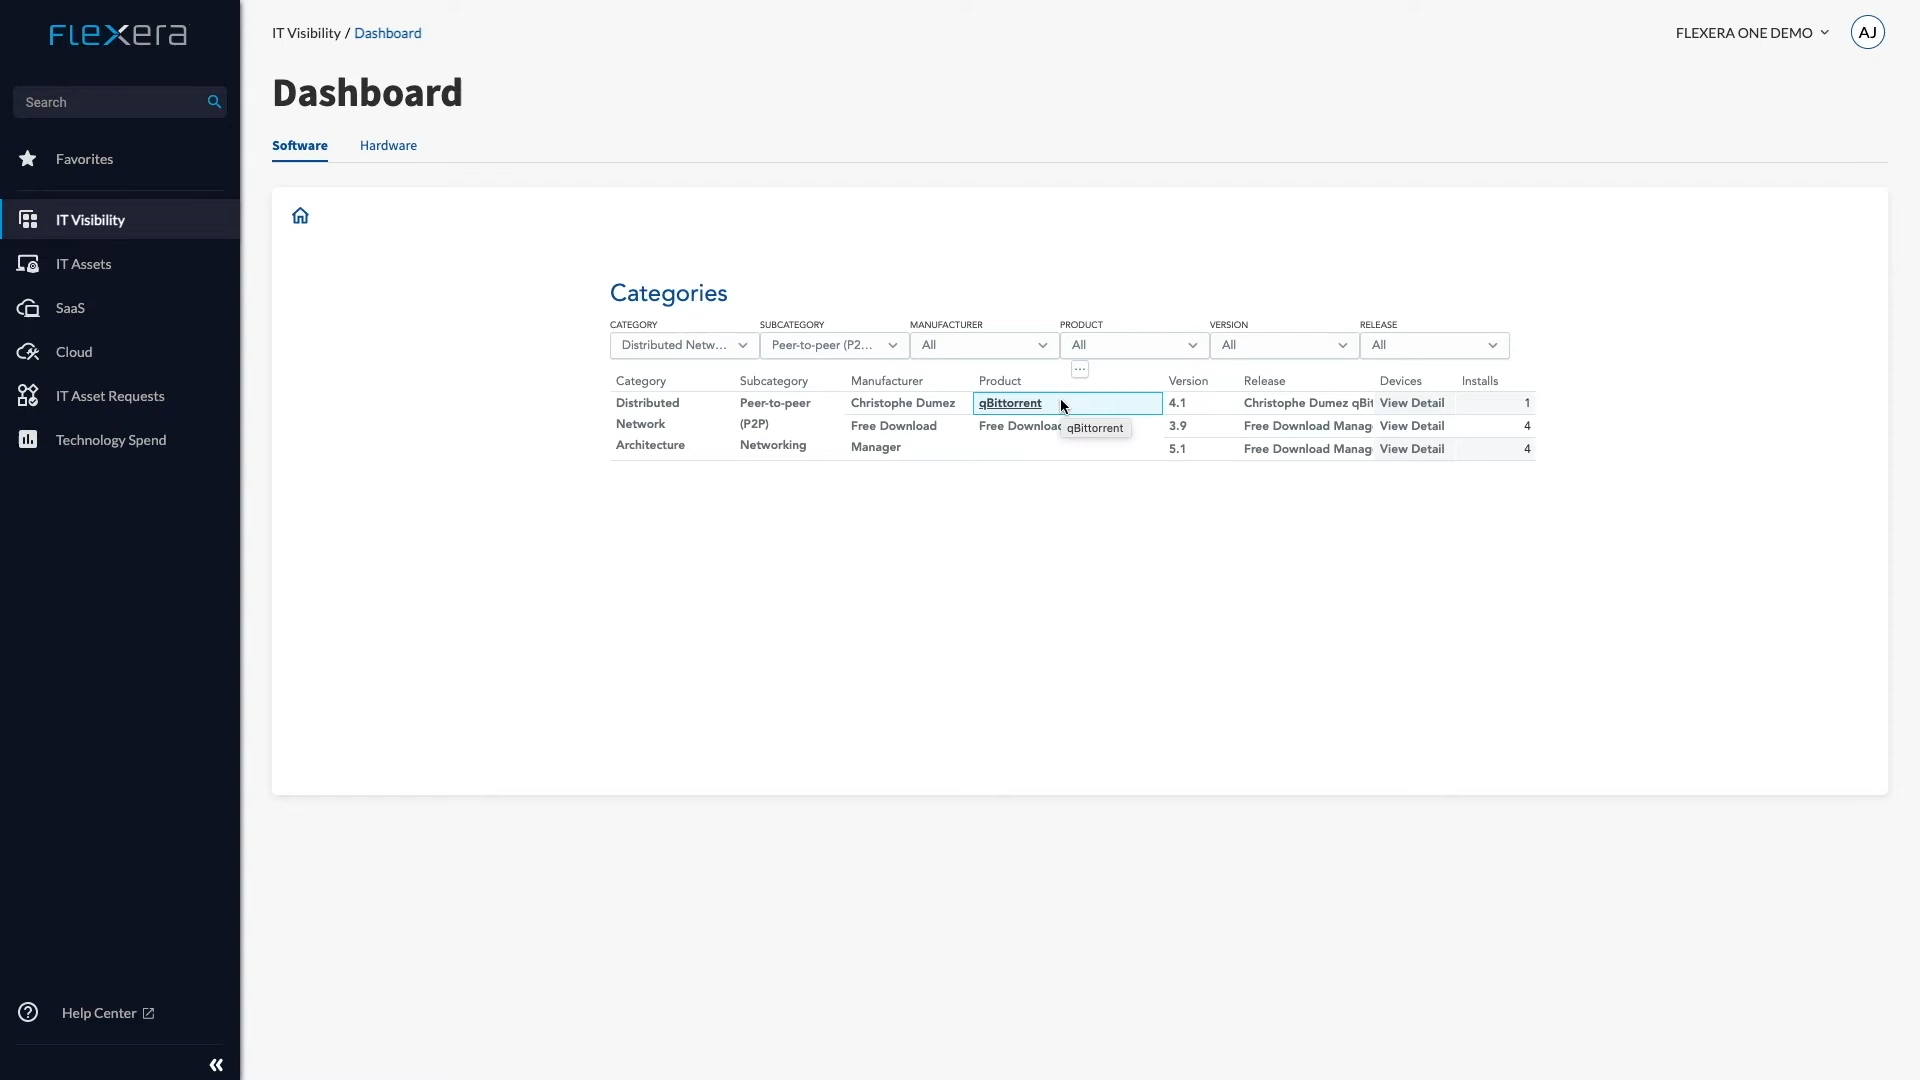 flexera
IT Visibility / Dashboard
FLEXERA ONE DEMO
AJ
Search
Favorites
IT Visibility
IT Assets
SaaS
Cloud
IT Asset Requests
Technology Spend
Help Center
Dashboard
Software
Hardware
Categories
CATEGORY
SUBCATEGORY
MANUFACTURER
PRODUCT
VERSION
RELEASE
Distributed Netw...
Peer-to-peer (P2...
All
All
All
All
...
Category
Subcategory
Manufacturer
Product
Version
Release
Devices
Installs
Distributed
Network
Architecture
Peer-to-peer
(P2P)
Networking
Christophe Dumez
qBittorrent
4.1
Christophe Dumez qBit
View Detail
1
Free Download
Manager
Free Download
qBittorrent
3.9
Free Download Manag
View Detail
4
5.1
Free Download Manag
View Detail
4